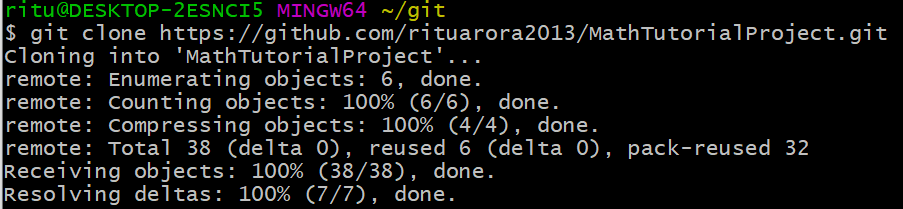 ritu@DESKTOP-2ESNCI5 MINGW64 ~/git
$ git clone https://github.com/rituarora2013/MathTutorialProject.git
Cloning into 'MathTutorialProject'...
remote: Enumerating objects: 6, done.
remote: Counting objects: 100% (6/6), done.
remote: Compressing objects: 100% (4/4), done.
remote: Total 38 (delta 0), reused 6 (delta 0), pack-reused 32
Receiving objects: 100% (38/38), done.
Resolving deltas: 100% (7/7), done.